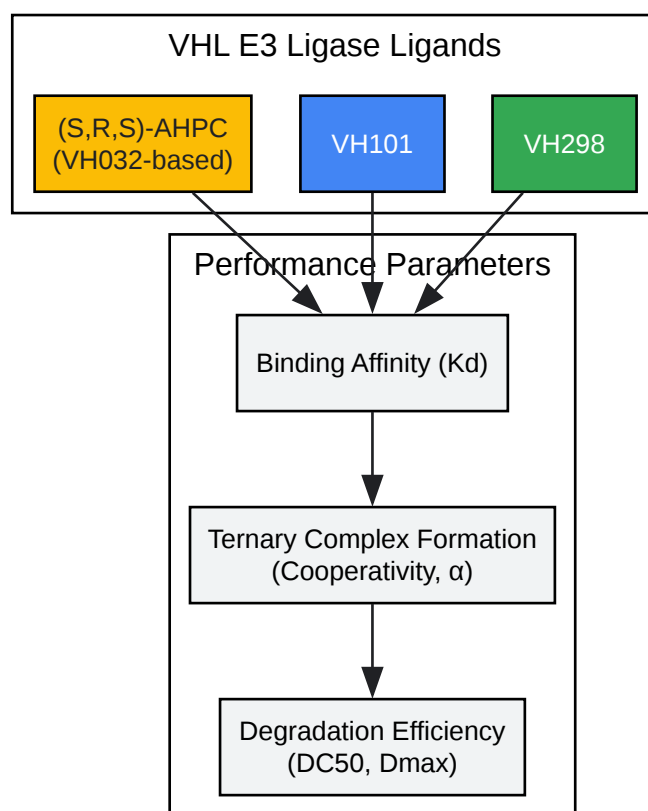 VHL E3 Ligase Ligands
(S,R,S)-AHPC
(VH032-based)
VH101
VH298
Performance Parameters
Binding Affinity (Kd)
Ternary Complex Formation
(Cooperativity, α)
Degradation Efficiency
(DC50, Dmax)